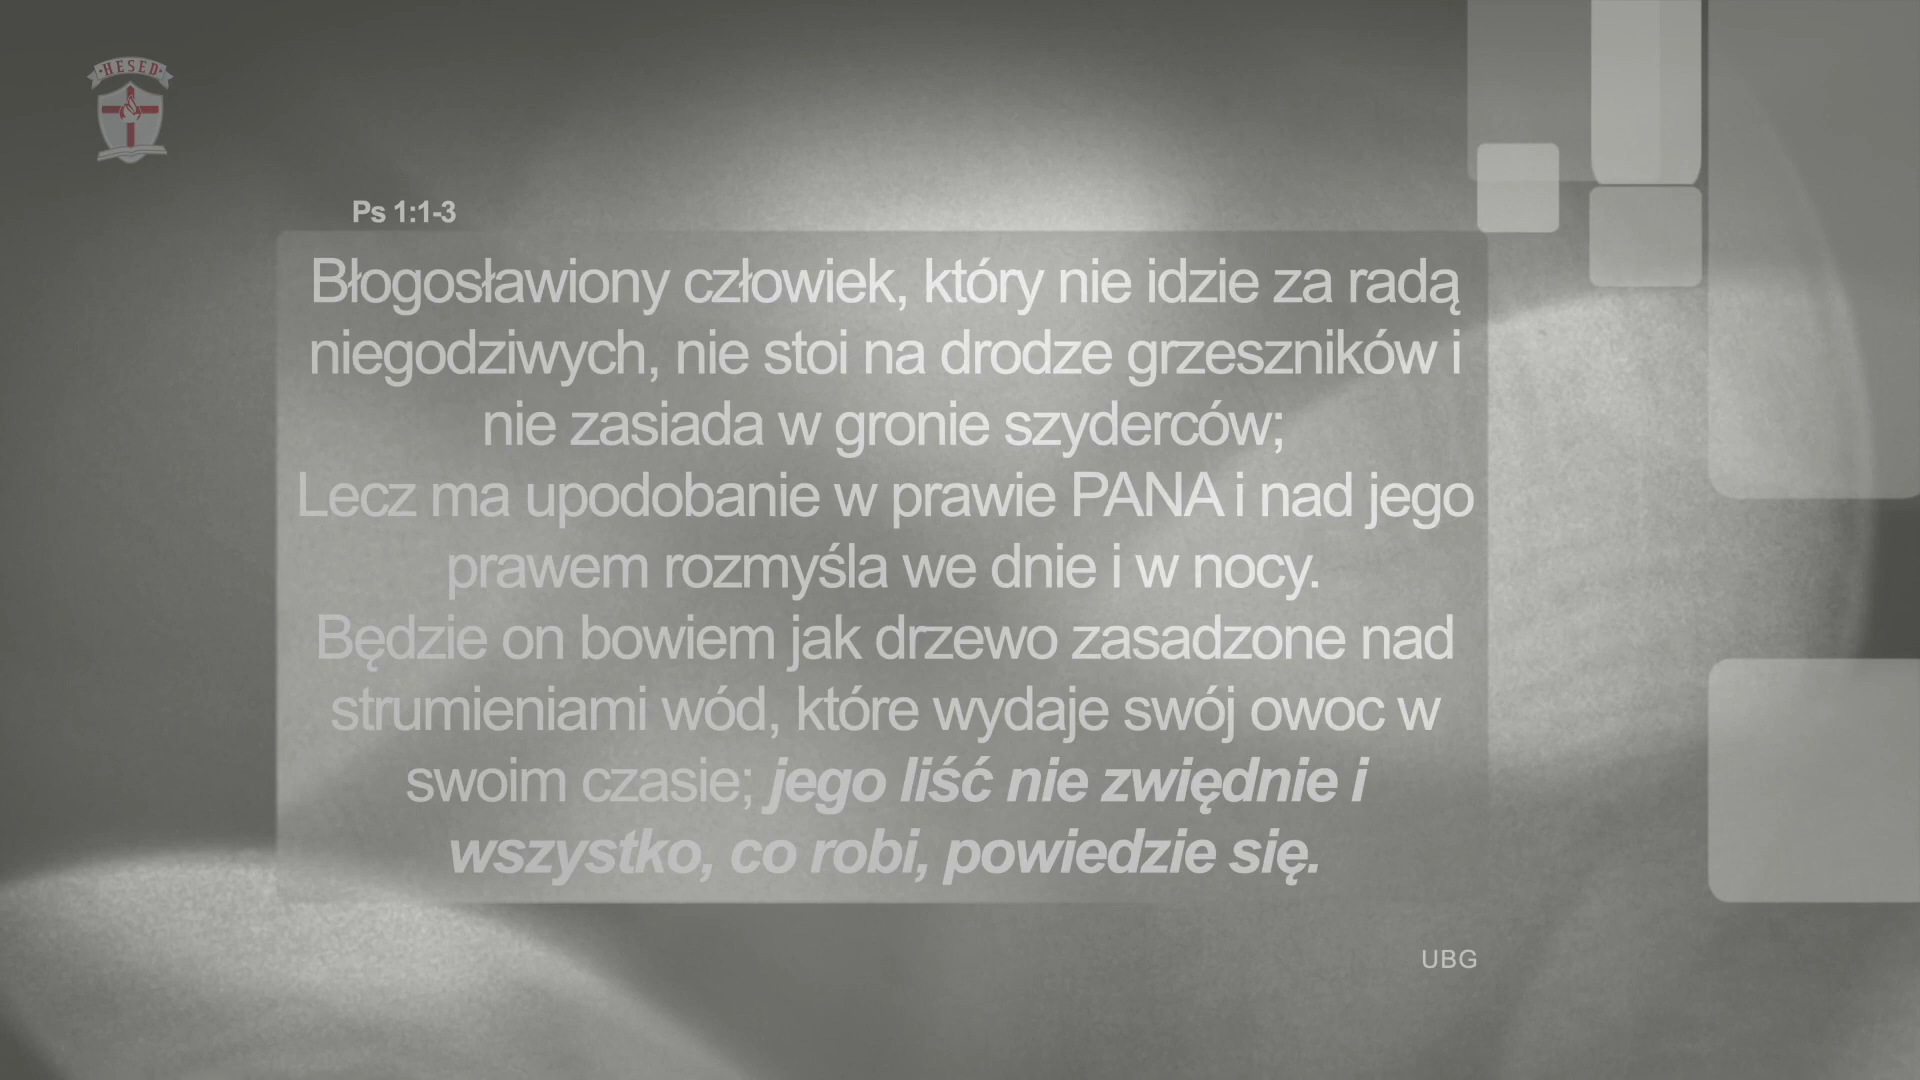 HESED
Ps 1:1-3
Błogosławiony człowiek, który nie idzie za radą
niegodziwych, nie stoi na drodze grzeszników i
nie zasiada w gronie szyderców;
Lecz ma upodobanie w prawie PANA i nad jego
prawem rozmyśla we dnie i w nocy.
Będzie on bowiem jak drzewo zasadzone nad
strumieniami wód, które wydaje swój owoc w
swoim czasie; jego liść nie zwiędnie i
wszystko, co robi, powiedzie się.
UBG